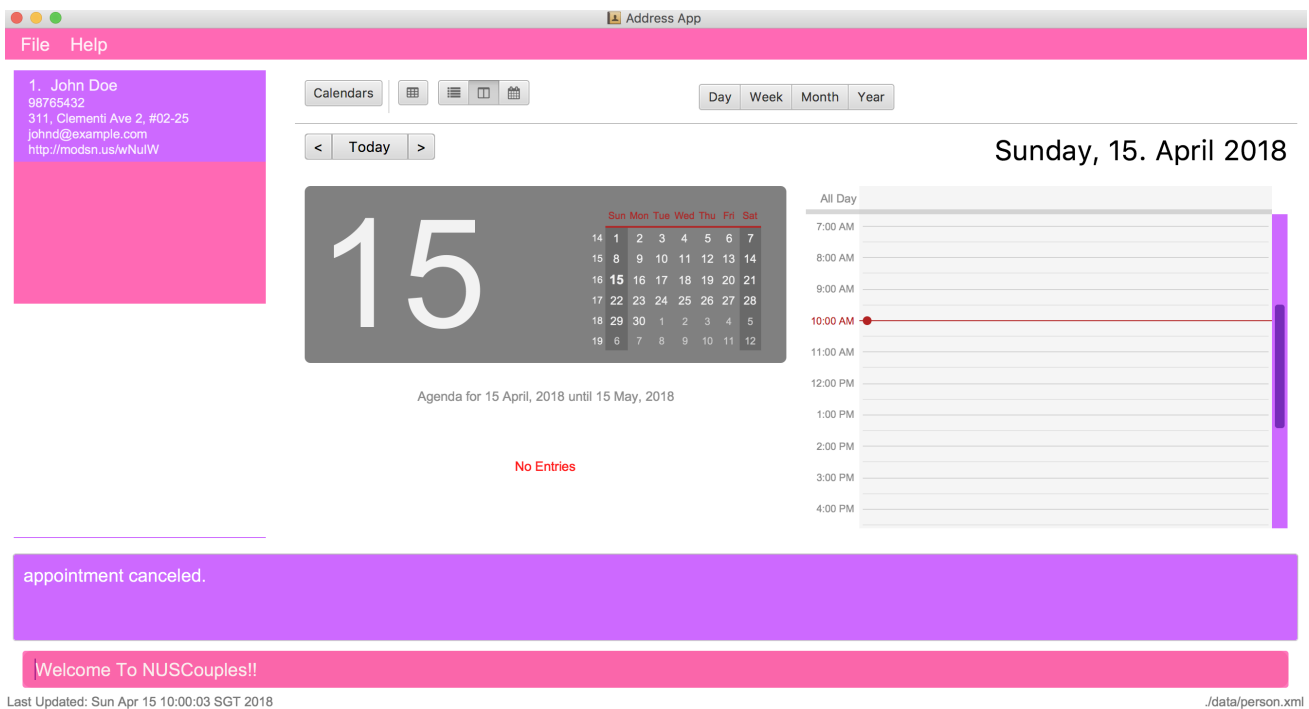 Address App
File Help
1. John Doe
98765432
311, Clementi Ave 2, #02-25
johnd@example.com
http://modsn.us/wNuIW
Calendars
Day Week Month Year
< Today >
Sunday, 15. April 2018
15
Sun Mon Tue Wed Thu Fri Sat
14 1 2 3 4 5 6 7
15 8 9 10 11 12 13 14
16 15 16 17 18 19 20 21
17 22 23 24 25 26 27 28
18 29 30 1 2 3 4 5
19 6 7 8 9 10 11 12
Agenda for 15 April, 2018 until 15 May, 2018
No Entries
All Day
7:00 AM
8:00 AM
9:00 AM
10:00 AM
11:00 AM
12:00 PM
1:00 PM
2:00 PM
3:00 PM
4:00 PM
appointment canceled.
Welcome To NUSCouples!!
Last Updated: Sun Apr 15 10:00:03 SGT 2018
./data/person.xml